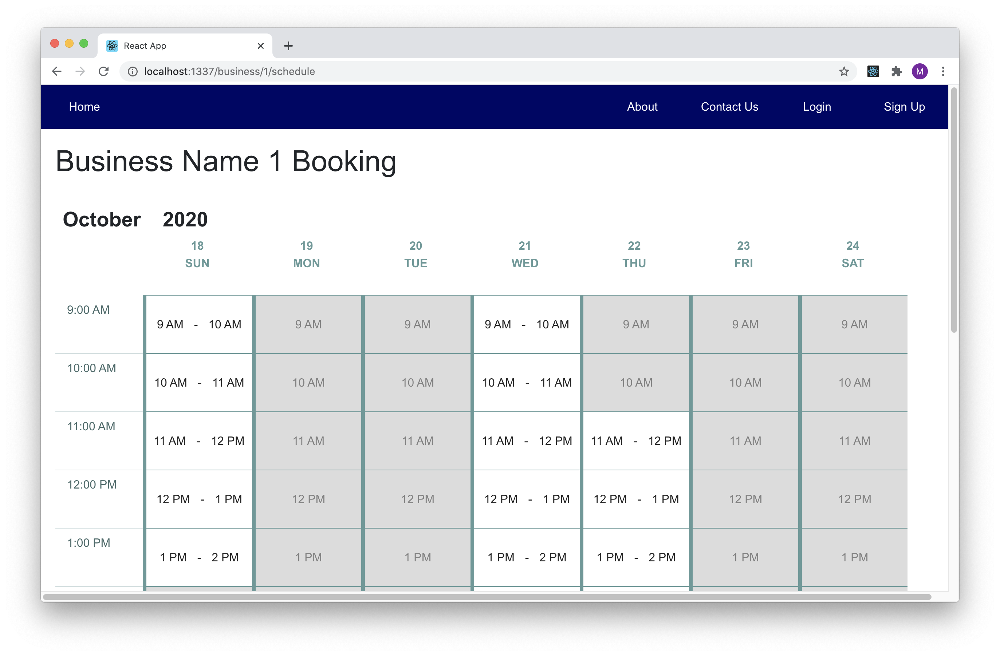 React App
localhost:1337/business/1/schedule
M
Home About Contact Us Login Sign Up
Business Name 1 Booking
October 2020
18 19 20 21 22 23 24
SUN MON TUE WED THU FRI SAT
9:00 AM
9 AM - 10 AM 9 AM 9 AM 9 AM - 10 AM 9 AM 9 AM 9 AM
10:00 AM
10 AM - 11 AM 10 AM 10 AM 10 AM - 11 AM 10 AM 10 AM 10 AM
11:00 AM
11 AM - 12 PM 11 AM 11 AM 11 AM - 12 PM 11 AM - 12 PM 11 AM 11 AM
12:00 PM
12 PM - 1 PM 12 PM 12 PM 12 PM - 1 PM 12 PM - 1 PM 12 PM 12 PM
1:00 PM
1 PM - 2 PM 1 PM 1 PM 1 PM - 2 PM 1 PM - 2 PM 1 PM 1 PM